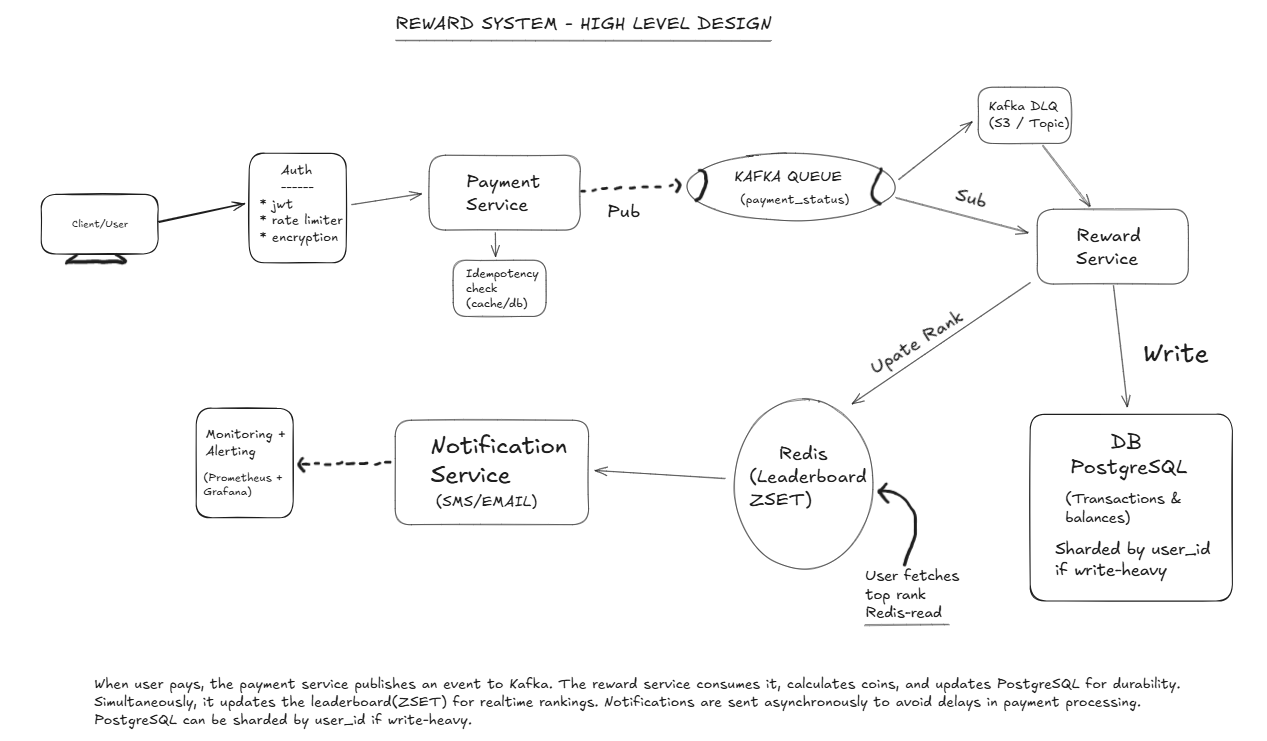 REWARD SYSTEM - HIGH LEVEL DESIGN
Kafka DLQ
(S3 / Topic)
Client/User
Auth
------
* jwt
* rate limiter
* encryption
Payment
Service
Pub
KAFKA QUEUE
(payment_status)
Sub
Reward
Service
Idempotency
check
(cache/db)
Upate Rank
Write
Monitoring +
Alerting
(Prometheus +
Grafana)
Notification
Service
(SMS/EMAIL)
Redis
(Leaderboard
ZSET)
User fetches
top rank
Redis-read
DB
PostgreSQL
(Transactions &
balances)
Sharded by user_id
if write-heavy
When user pays, the payment service publishes an event to Kafka. The reward service consumes it, calculates coins, and updates PostgreSQL for durability.
Simultaneously, it updates the leaderboard(ZSET) for realtime rankings. Notifications are sent asynchronously to avoid delays in payment processing.
PostgreSQL can be sharded by user_id if write-heavy.